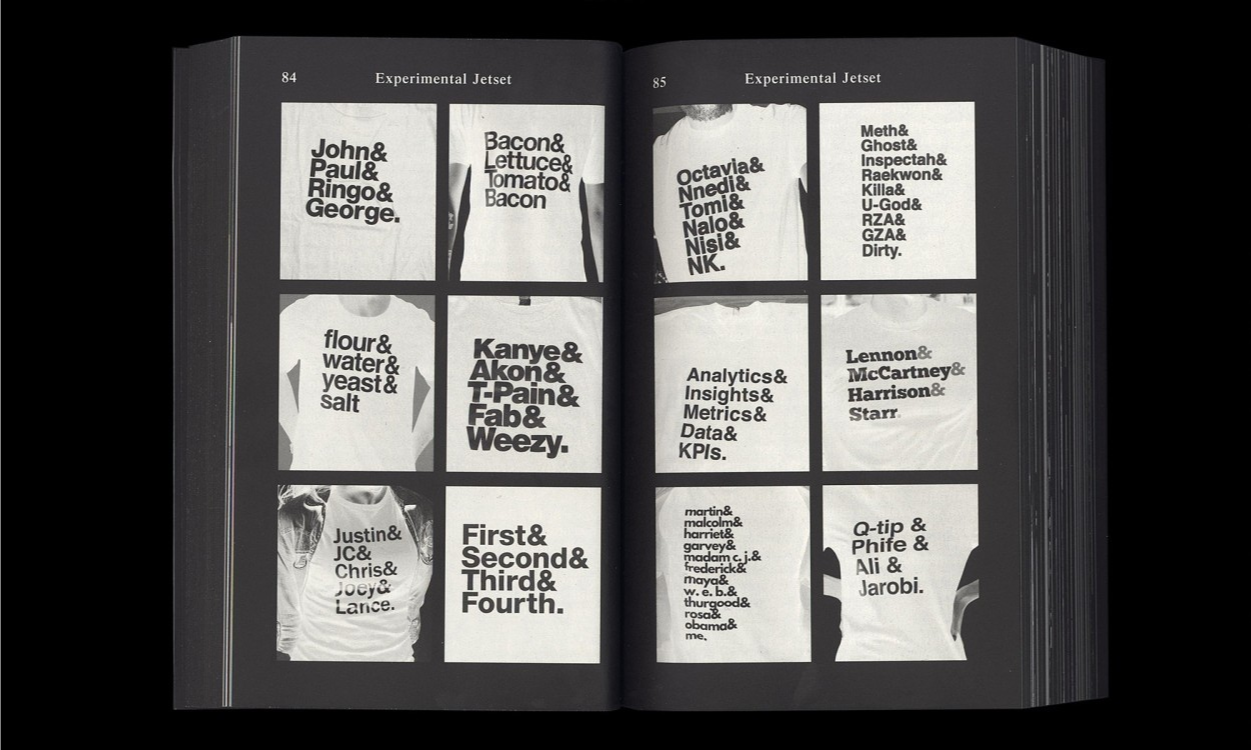 84
Experimental Jetset
John&
Paul&
Ringo&
George.
Bacon&
Lettuce&
Tomato&
Bacon
flour&
water&
yeast&
salt
Kanye&
Akon&
T-Pain&
Fab&
Weezy.
Justin&
JC&
Chris&
Joey&
Lance.
First&
Second&
Third&
Fourth.
85
Experimental Jetset
Octavia&
Nnedi&
Tomi&
Nalo&
Nisi&
NK.
Meth&
Ghost&
Inspectah&
Raekwon&
Killa&
U-God&
RZA&
GZA&
Dirty.
Analytics&
Insights&
Metrics&
Data&
KPIs.
Lennon&
McCartney&
Harrison&
Starr.
martin&
malcolm&
harriet&
garvey&
madam c. j.&
frederick&
maya&
w. e. b.&
thurgood&
rosa&
obama&
me.
Q-tip &
Phife &
Ali &
Jarobi.